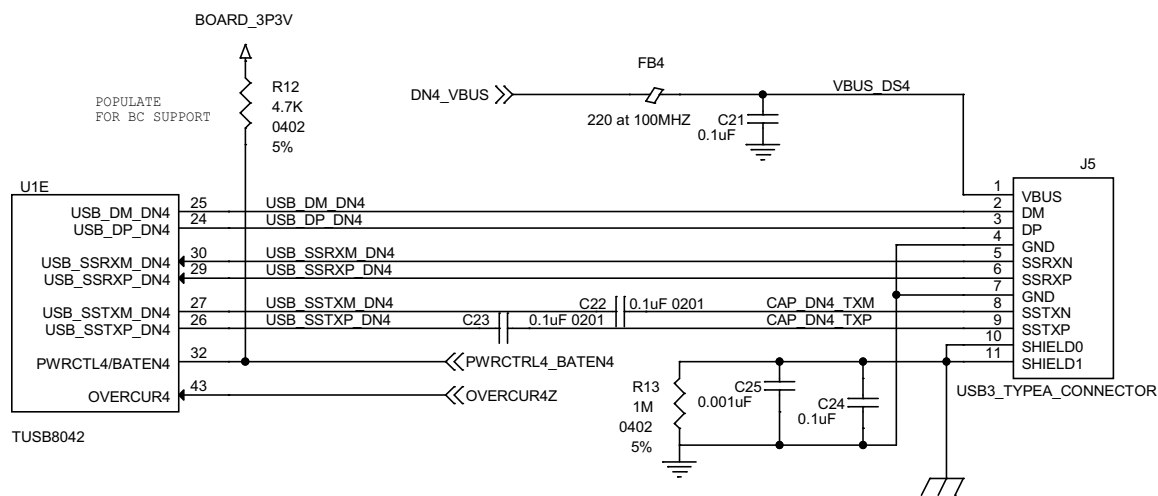 BOARD_3P3V
POPULATE
FOR BC SUPPORT
R12
4.7K
0402
5%
DN4_VBUS
FB4
220 at 100MHZ
VBUS_DS4
C21
0.1uF
U1E
USB_DM_DN4
USB_DP_DN4
USB_SSRXM_DN4
USB_SSRXP_DN4
USB_SSTXM_DN4
USB_SSTXP_DN4
PWRCTL4/BATEN4
OVERCUR4
TUSB8042
25
24
30
29
27
26
32
43
USB_DM_DN4
USB_DP_DN4
USB_SSRXM_DN4
USB_SSRXP_DN4
USB_SSTXM_DN4
USB_SSTXP_DN4
C22
0.1uF 0201
C23
0.1uF 0201
CAP_DN4_TXM
CAP_DN4_TXP
PWRCTRL4_BATEN4
OVERCUR4Z
R13
1M
0402
5%
C25
0.001uF
C24
0.1uF
J5
1
2
3
4
5
6
7
8
9
10
11
VBUS
DM
DP
GND
SSRXN
SSRXP
GND
SSTXN
SSTXP
SHIELD0
SHIELD1
USB3_TYPEA_CONNECTOR